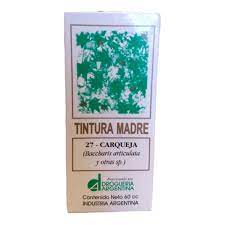 TINTURA MADRE
27 - CARQUEJA
(Baccharis articulata
y otras sp.)
DROGUERIA
ARGENTINA
Contenido Neto 60 cc
INDUSTRIA ARGENTINA